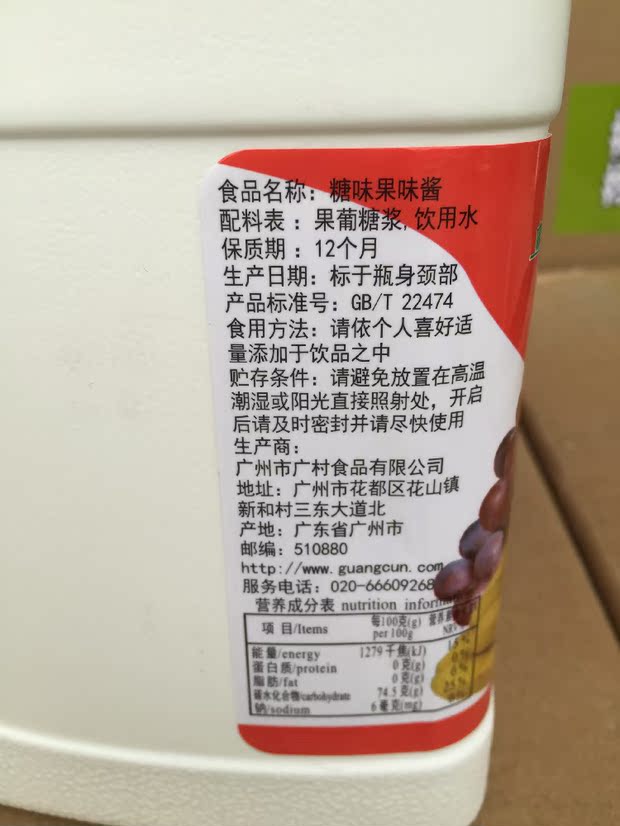 食品名称：糖味果味酱
配料表：果葡糖浆，饮用水
保质期：12个月
生产日期：标于瓶身颈部
产品标准号：GB/T 22474
食用方法：请依个人喜好适
量添加于饮品之中
贮存条件：请避免放置在高温
潮湿或阳光直接照射处，开启
后请及时密封并请尽快使用
生产商：
广州市广村食品有限公司
地址：广州市花都区花山镇
新和村三东大道北
产地：广东省广州市
邮编：510880
http://www.guangcun.com
服务电话：020-66609268
营养成分表 nutrition
项 目/Items 每100克(g) per 100g
能量/energy 1279 千焦(kJ)
蛋白质/protein 0 克(g) 0%
脂肪/fat 0 克(g) 0%
碳水化合物/carbohydrate 74.5 克(g) 25%
钠/sodium 6 毫克(mg) 0%